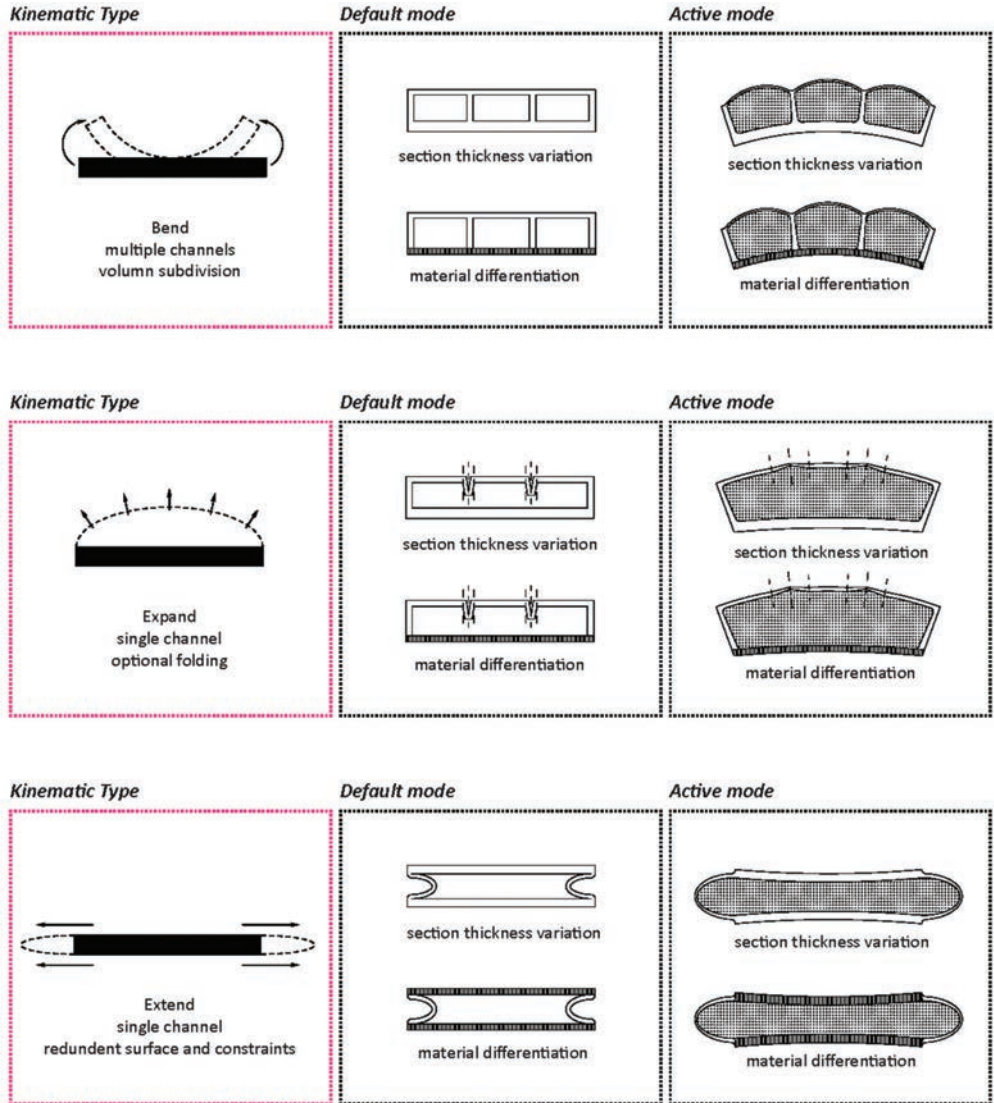 Kinematic Type
Default mode
Active mode
Bend
multiple channels
volumn subdivision
section thickness variation
material differentiation
section thickness variation
material differentiation
Kinematic Type
Default mode
Active mode
Expand
single channel
optional folding
section thickness variation
material differentiation
section thickness variation
material differentiation
Kinematic Type
Default mode
Active mode
Extend
single channel
redundent surface and constraints
section thickness variation
material differentiation
section thickness variation
material differentiation